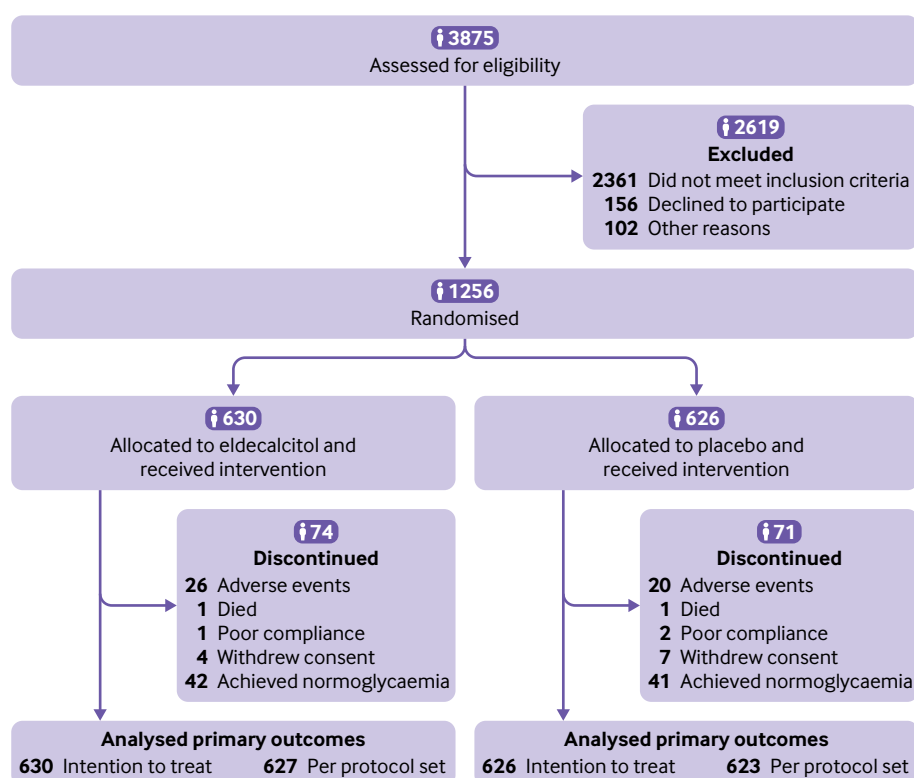 3875
Assessed for eligibility
2619
Excluded
2361 Did not meet inclusion criteria
156 Declined to participate
102 Other reasons
1256
Randomised
630
Allocated to eldecalcitol and
received intervention
626
Allocated to placebo and
received intervention
74
Discontinued
26 Adverse events
1 Died
1 Poor compliance
4 Withdrew consent
42 Achieved normoglycaemia
71
Discontinued
20 Adverse events
1 Died
2 Poor compliance
7 Withdrew consent
41 Achieved normoglycaemia
Analysed primary outcomes
630 Intention to treat 627 Per protocol set
Analysed primary outcomes
626 Intention to treat 623 Per protocol set